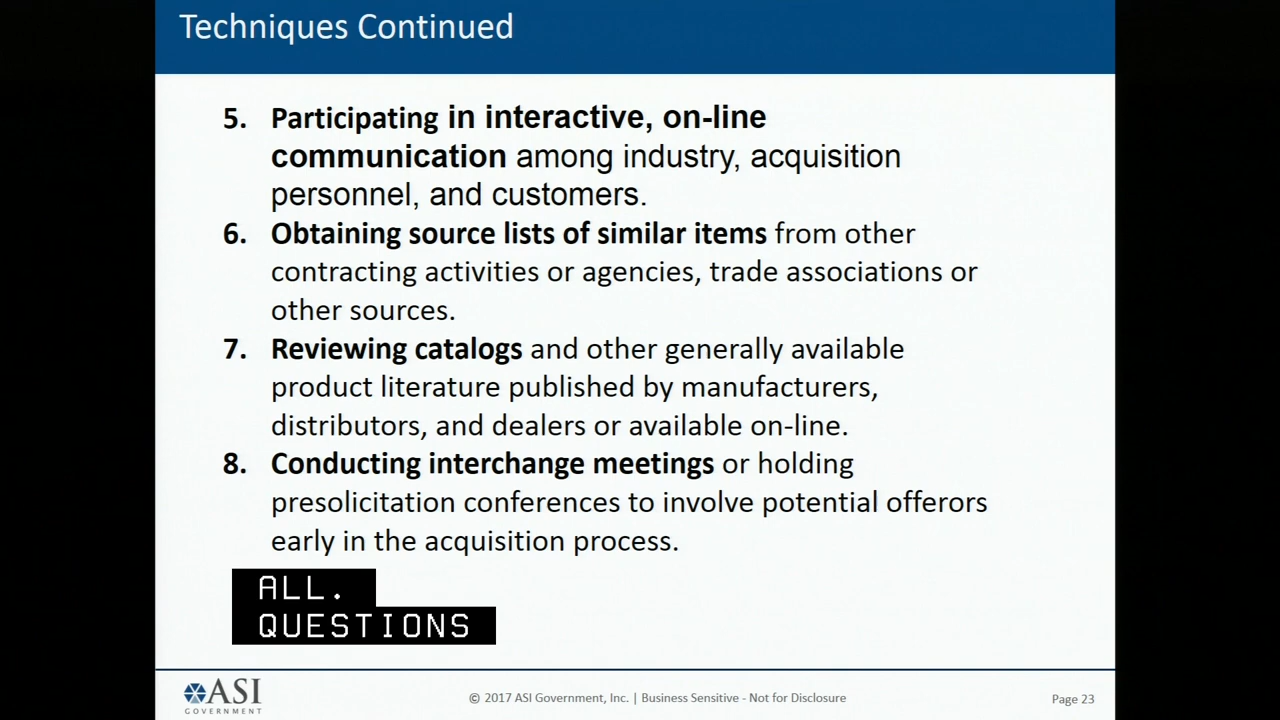 Techniques Continued
5. Participating in interactive, on-line
communication among industry, acquisition
personnel, and customers.
6. Obtaining source lists of similar items from other
contracting activities or agencies, trade associations or
other sources.
7. Reviewing catalogs and other generally available
product literature published by manufacturers,
distributors, and dealers or available on-line.
8. Conducting interchange meetings or holding
presolicitation conferences to involve potential offerors
early in the acquisition process.
ALL.
QUESTIONS
ASI
GOVERNMENT
© 2017 ASI Government, Inc. | Business Sensitive - Not for Disclosure
Page 23